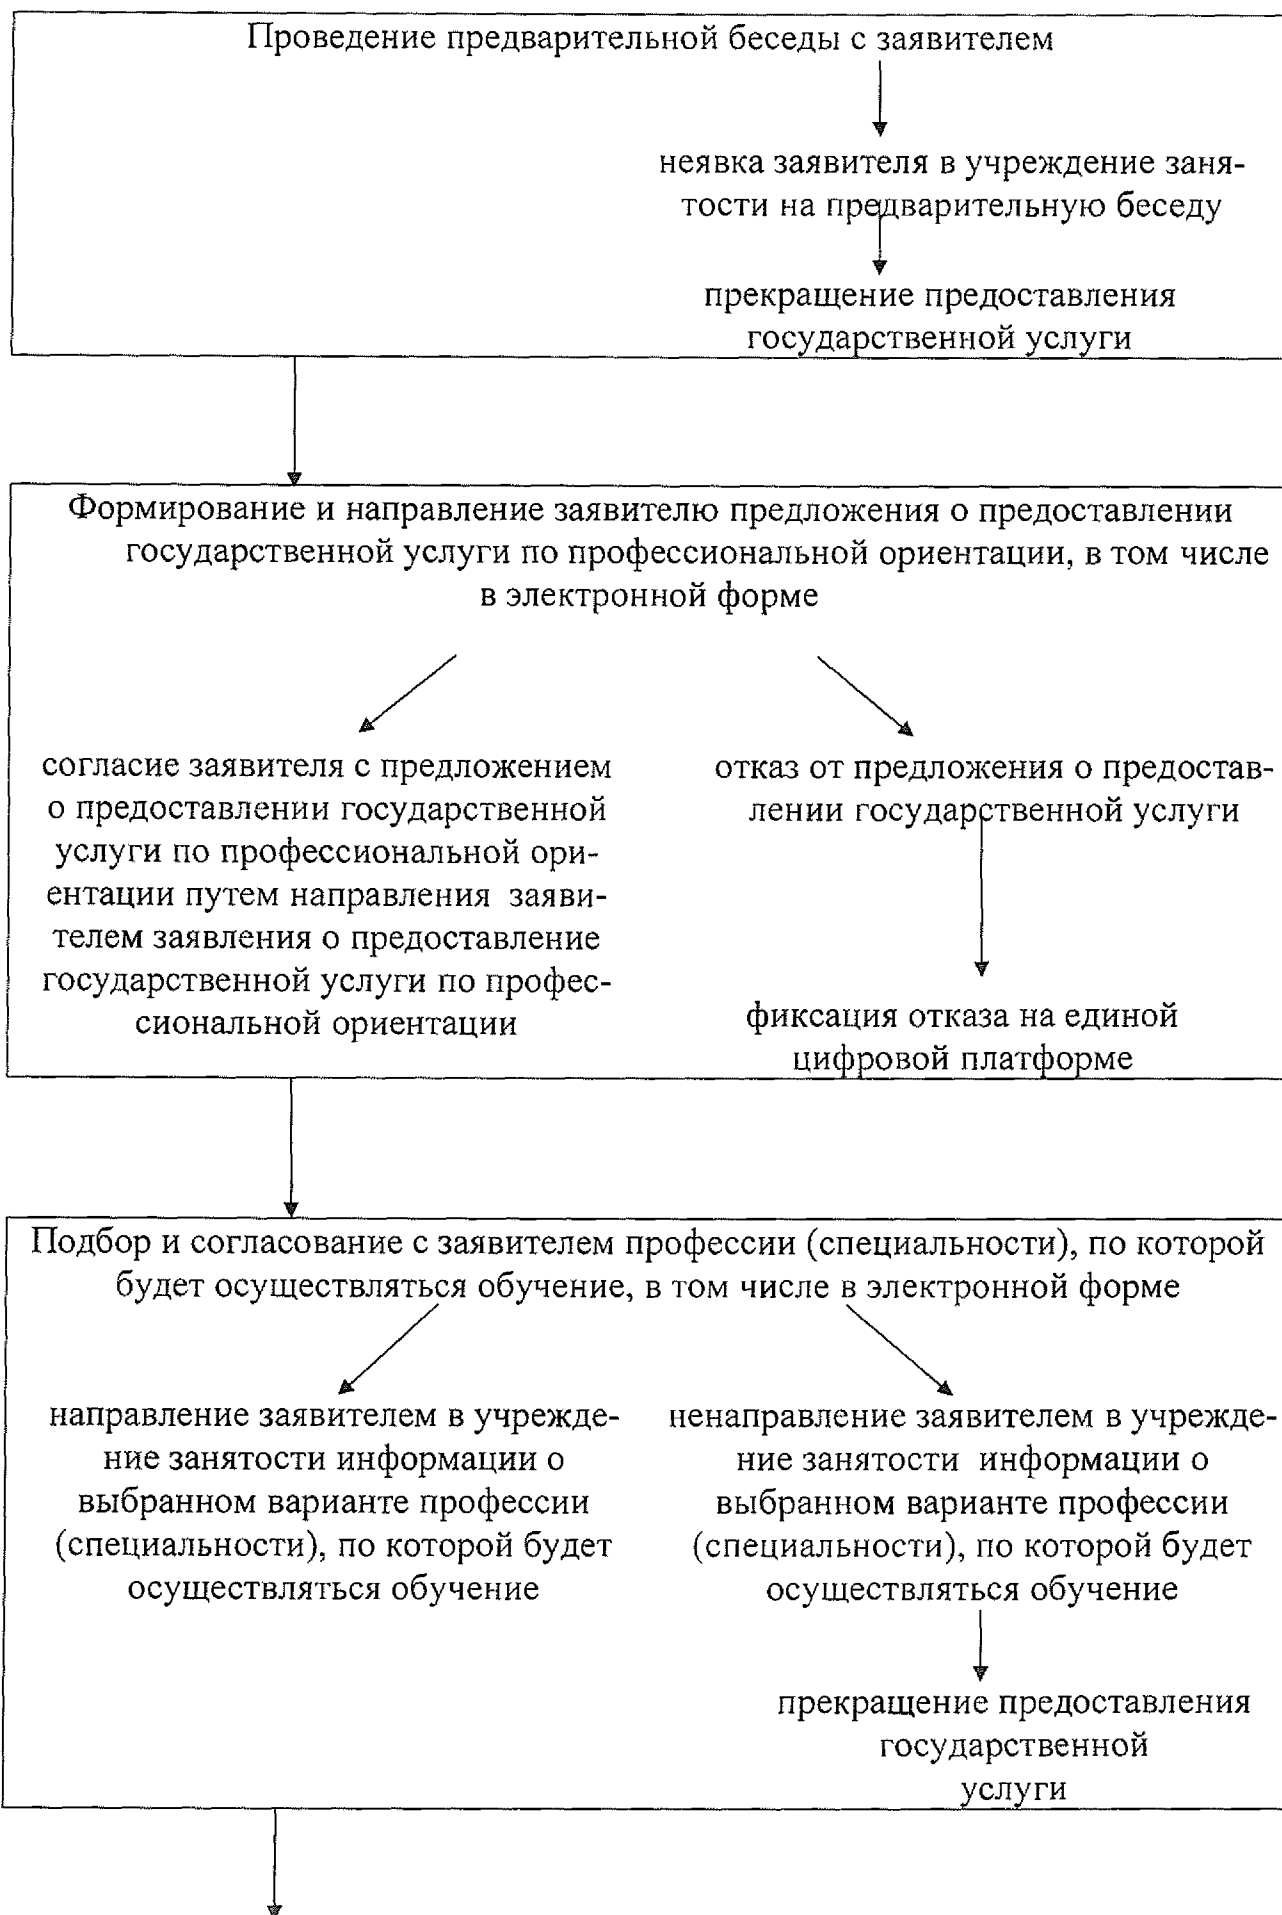 Проведение предварительной беседы с заявителем
неявка заявителя в учреждение заня-
тости на предварительную беседу
прекращение предоставления
государственной услуги
Формирование и направление заявителю предложения о предоставлении
государственной услуги по профессиональной ориентации, в том числе
в электронной форме
согласие заявителя с предложением
о предоставлении государственной
услуги по профессиональной ори-
ентации путем направления заяви-
телем заявления о предоставление
государственной услуги по профес-
сиональной ориентации
отказ от предложения о предостав-
лении государственной услуги
фиксация отказа на единой
цифровой платформе
Подбор и согласование с заявителем профессии (специальности), по которой
будет осуществляться обучение, в том числе в электронной форме
направление заявителем в учрежде-
ние занятости информации о
выбранном варианте профессии
(специальности), по которой будет
осуществляться обучение
ненаправление заявителем в учрежде-
ние занятости информации о
выбранном варианте профессии
(специальности), по которой будет
осуществляться обучение
прекращение предоставления
государственной
услуги